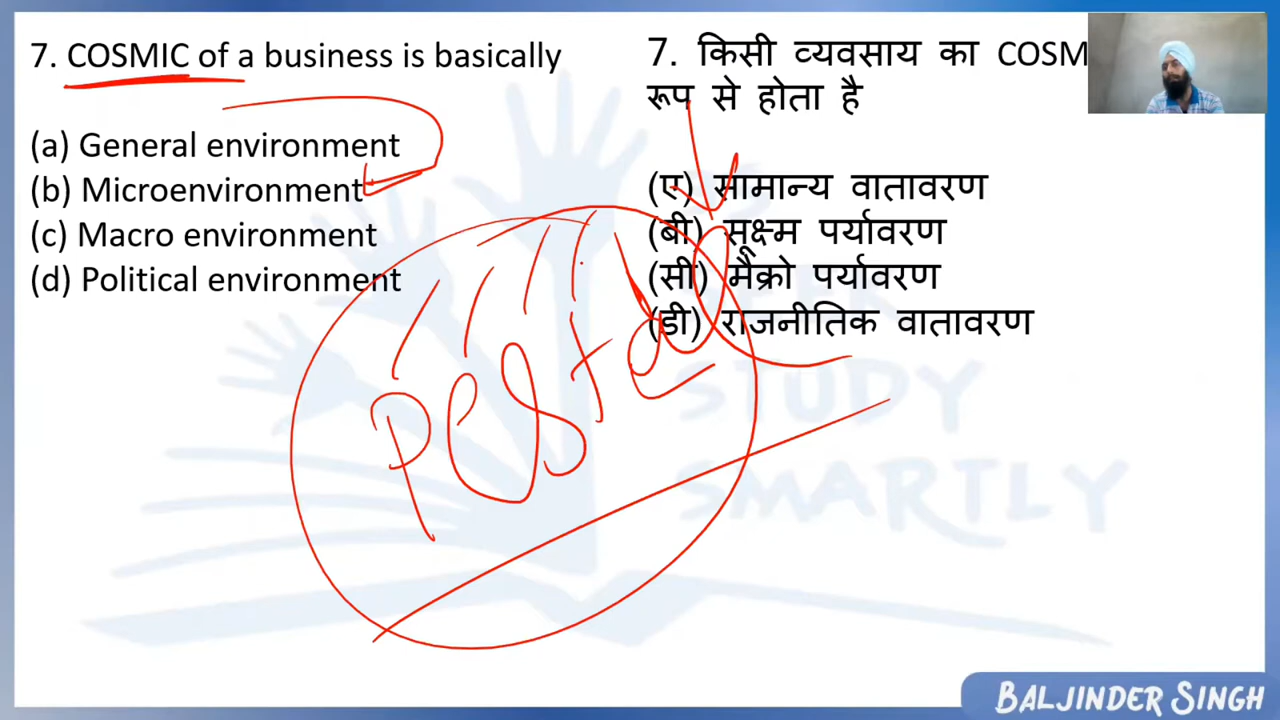 7. COSMIC of a business is basically
(a) General environment
(b) Microenvironment
(c) Macro environment
(d) Political environment
7. किसी व्यवसाय का COSM
रूप से होता है
(ए) सामान्य वातावरण
(बी) सूक्ष्म पर्यावरण
(सी) मैक्रो पर्यावरण
(डी) राजनीतिक वातावरण
STUDY
SMARTLY
BALJINDER SINGH